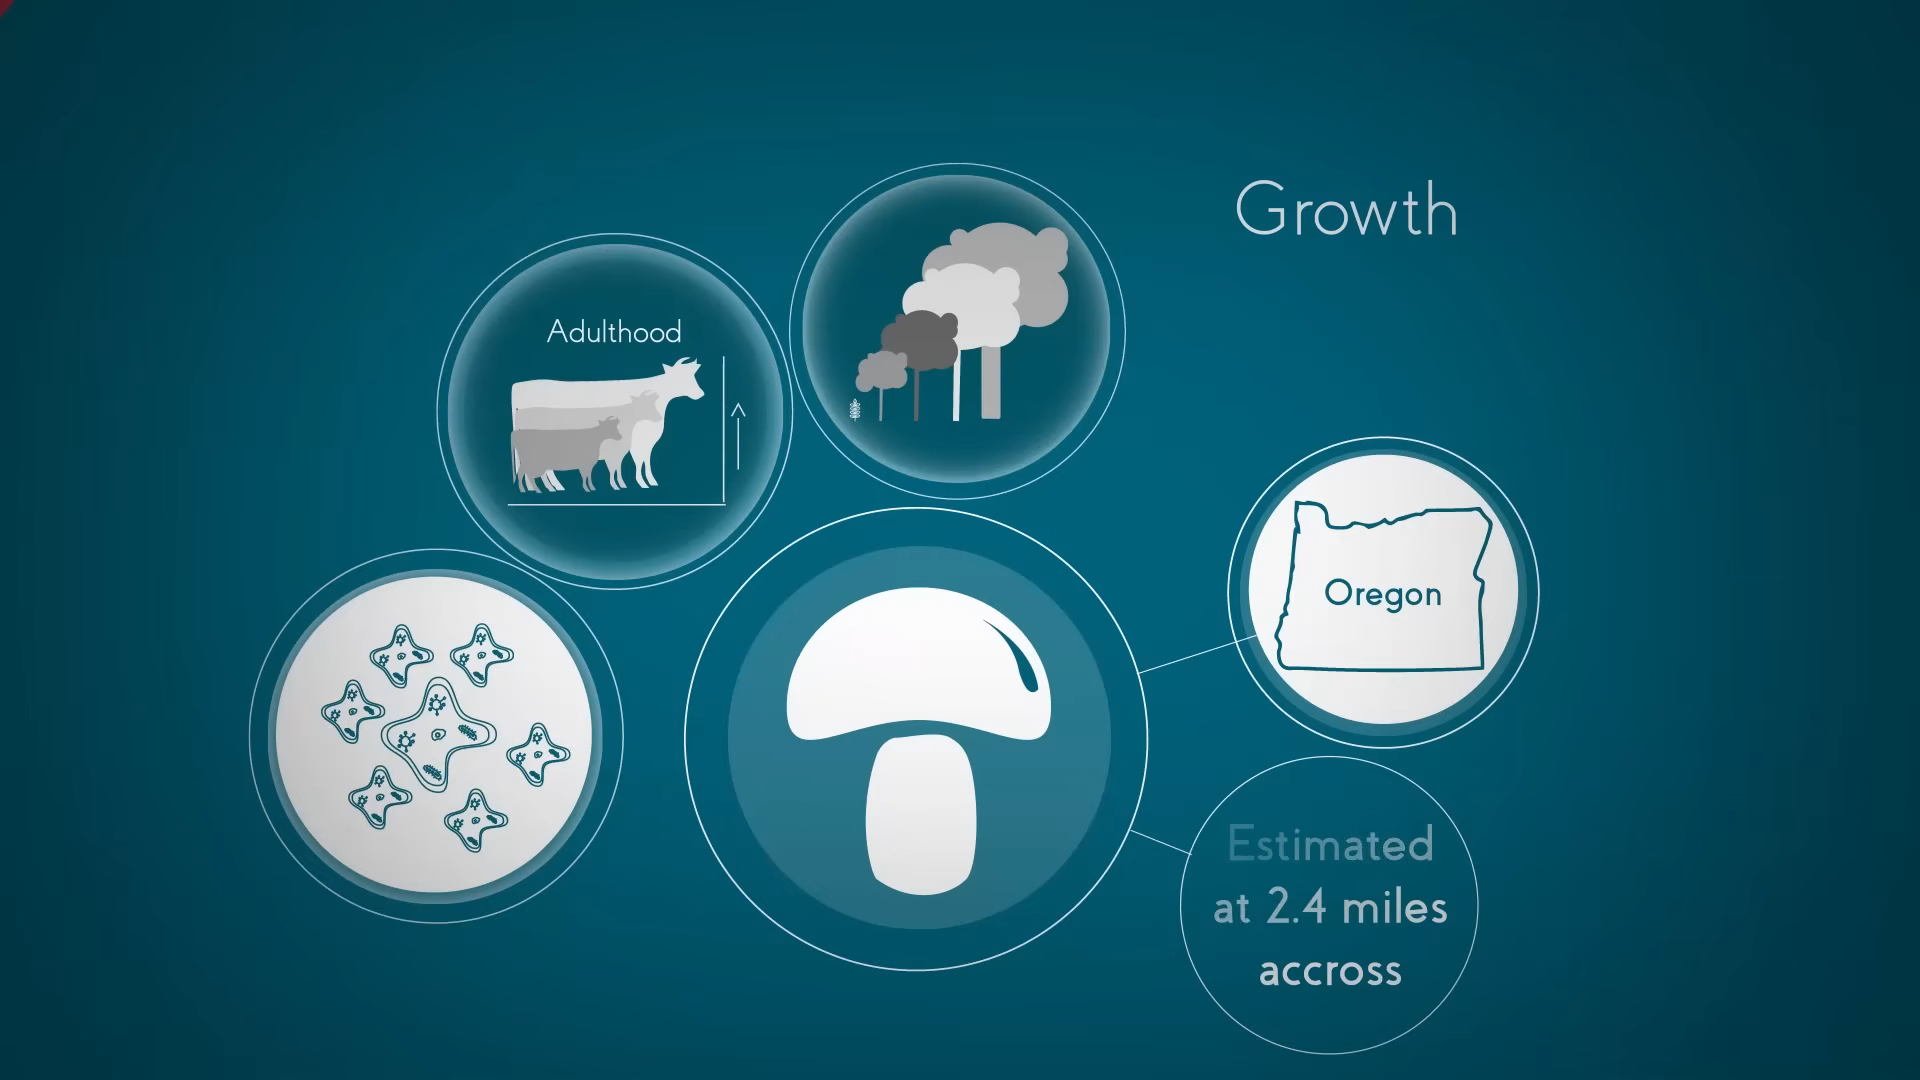 Growth
Adulthood
Oregon
Estimated
at 2.4 miles
accross